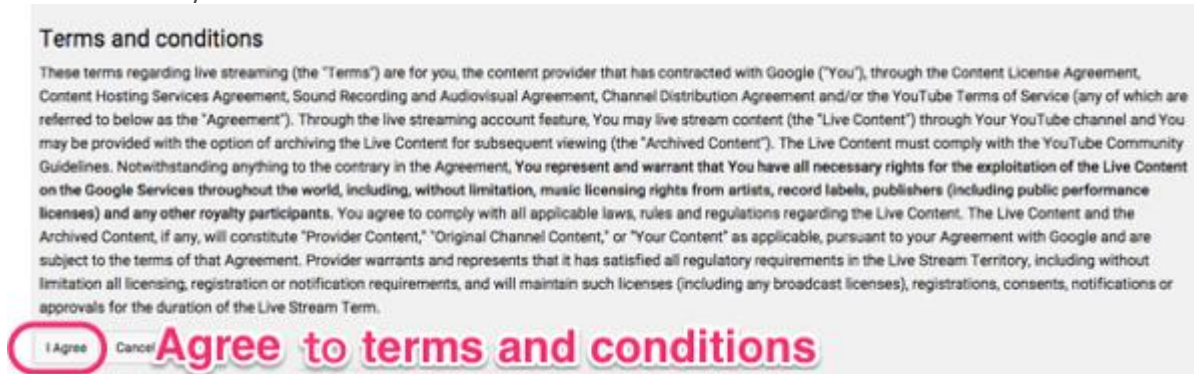 Terms and conditions
These terms regarding live streaming (the "Terms") are for you, the content provider that has contracted with Google ("You"), through the Content License Agreement,
Content Hosting Services Agreement, Sound Recording and Audiovisual Agreement, Channel Distribution Agreement and/or the YouTube Terms of Service (any of which are
referred to below as the "Agreement"). Through the live streaming account feature, You may live stream content (the "Live Content") through Your YouTube channel and You
may be provided with the option of archiving the Live Content for subsequent viewing (the "Archived Content"). The Live Content must comply with the YouTube Community
Guidelines. Notwithstanding anything to the contrary in the Agreement, You represent and warrant that You have all necessary rights for the exploitation of the Live Content
on the Google Services throughout the world, including, without limitation, music licensing rights from artists, record labels, publishers (including public performance
licenses) and any other royalty participants. You agree to comply with all applicable laws, rules and regulations regarding the Live Content. The Live Content and the
Archived Content, if any, will constitute "Provider Content," "Original Channel Content," or "Your Content" as applicable, pursuant to your Agreement with Google and are
subject to the terms of that Agreement. Provider warrants and represents that it has satisfied all regulatory requirements in the Live Stream Territory, including without
limitation all licensing, registration or notification requirements, and will maintain such licenses (including any broadcast licenses), registrations, consents, notifications or
approvals for the duration of the Live Stream Term.
I Agree Cancel Agree to terms and conditions